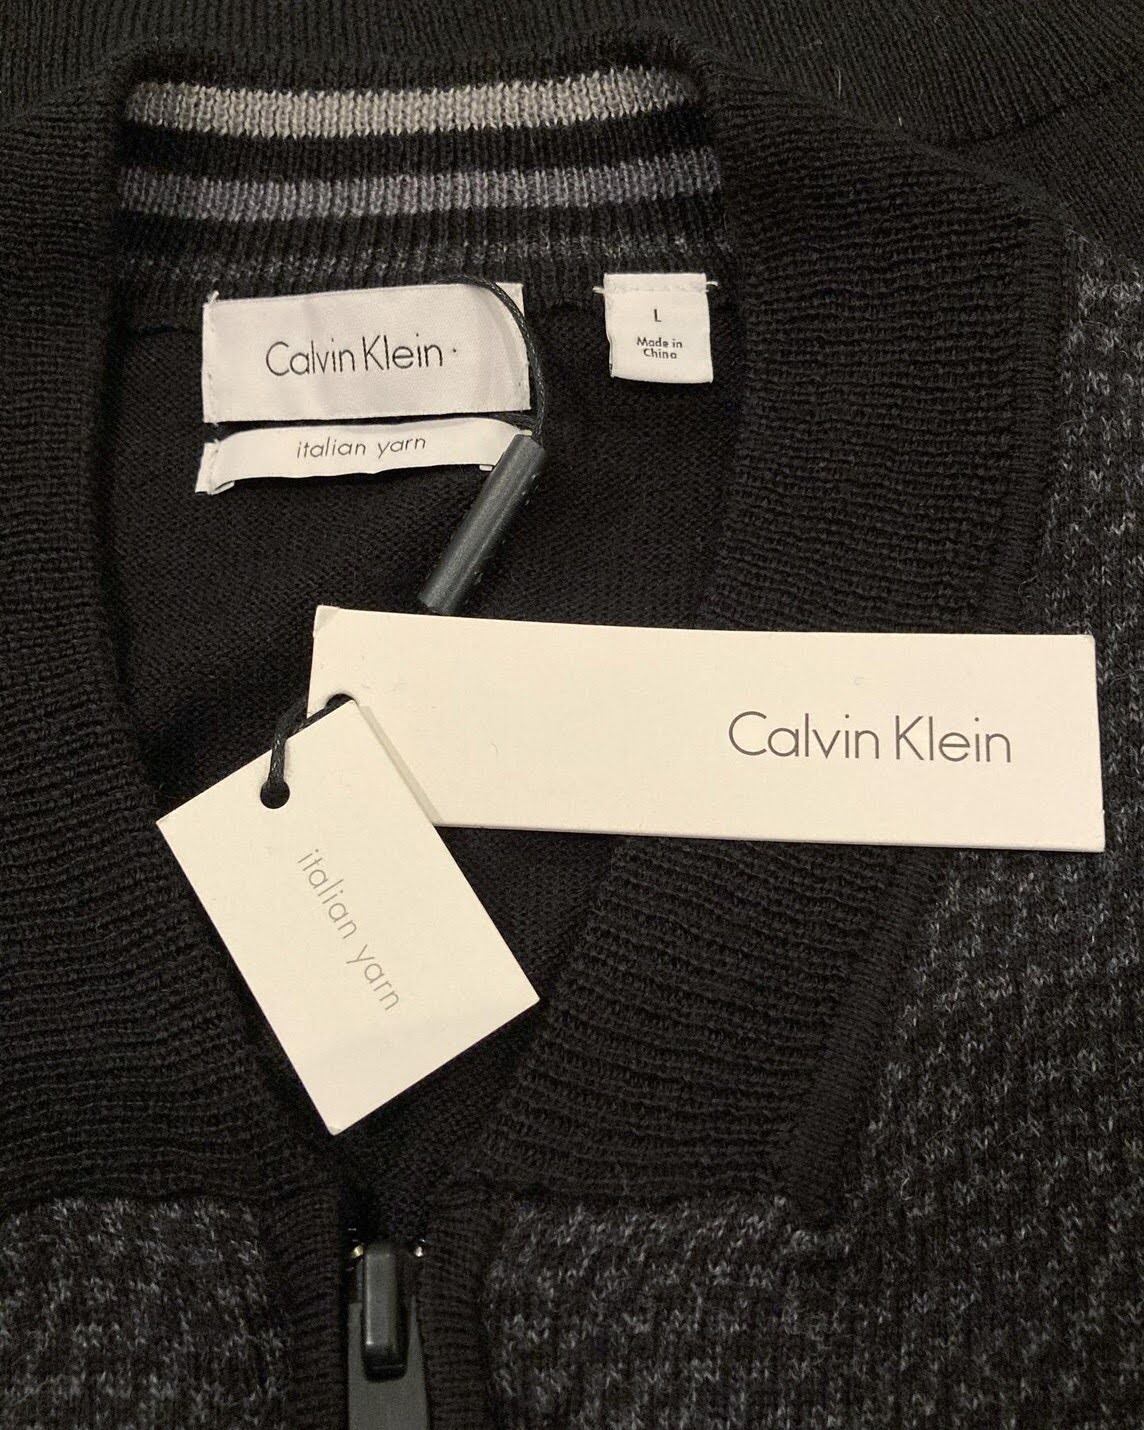 Calvin Klein
L
Made in
China
italian yarn
Calvin Klein
italian yarn